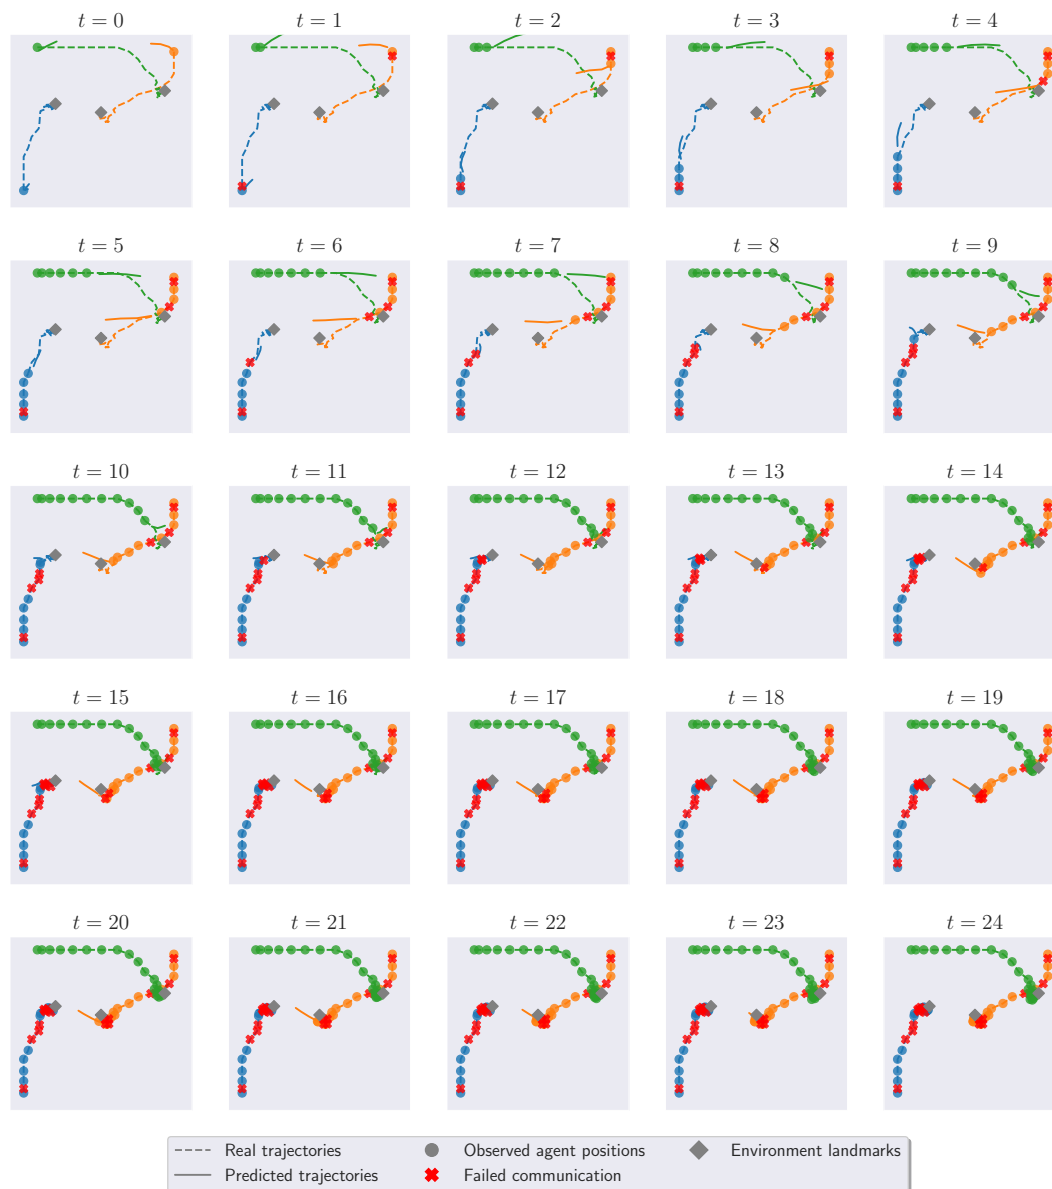 t = 0
t = 1
t = 2
t = 3
t = 4
t = 5
t = 6
t = 7
t = 8
t = 9
t = 10
t = 11
t = 12
t = 13
t = 14
t = 15
t = 16
t = 17
t = 18
t = 19
t = 20
t = 21
t = 22
t = 23
t = 24
Real trajectories
Observed agent positions
Environment landmarks
Predicted trajectories
Failed communication